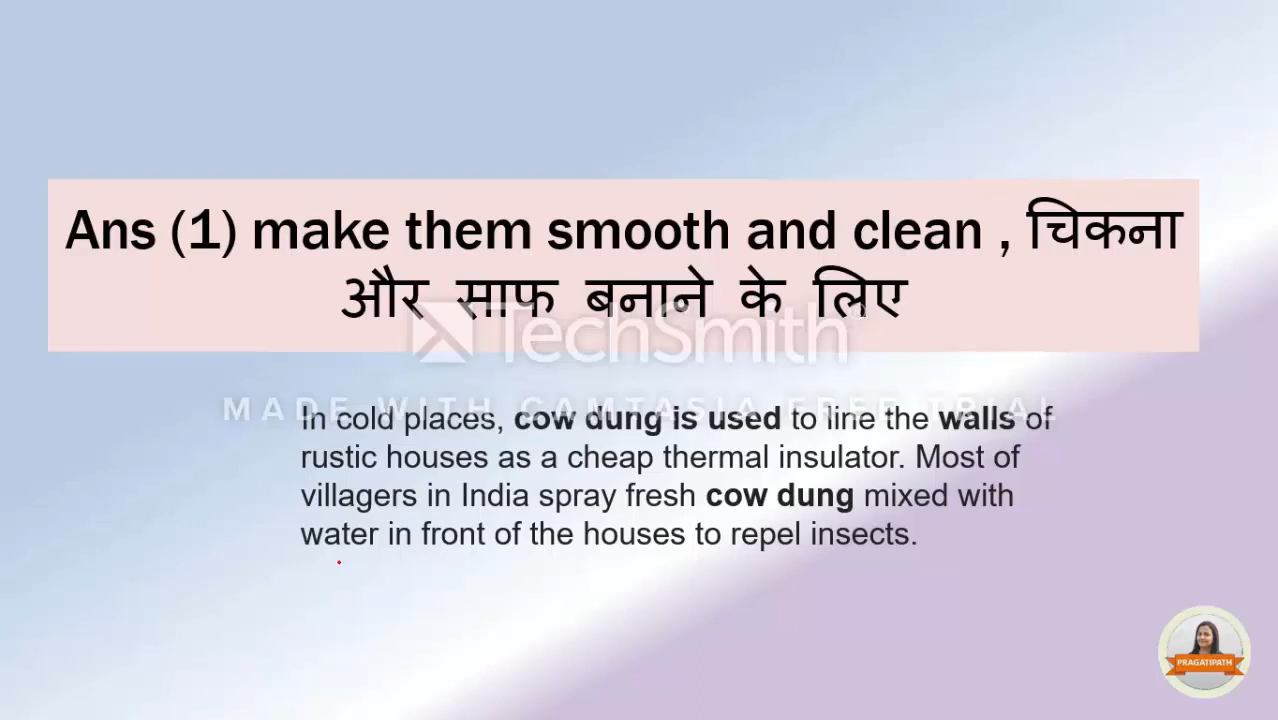 Ans (1) make them smooth and clean , चिकना
और साफ बनाने के लिए
TechSmith
MADE WITH CAMTASIA FREE TRIAL
In cold places, cow dung is used to line the walls of
rustic houses as a cheap thermal insulator. Most of
villagers in India spray fresh cow dung mixed with
water in front of the houses to repel insects.
PRAGATIPATH